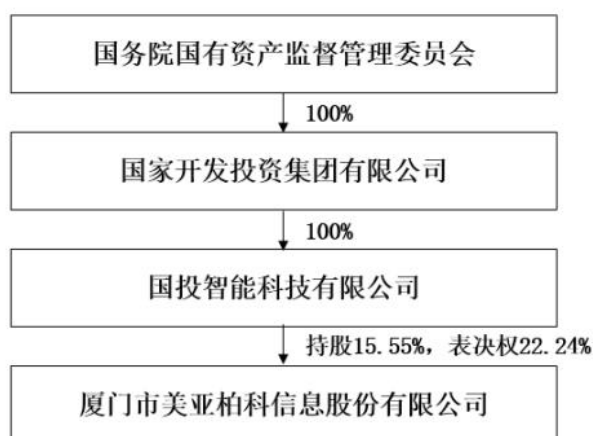 国务院国有资产监督管理委员会
100%
国家开发投资集团有限公司
100%
国投智能科技有限公司
持股15.55%，表决权22.24%
厦门市美亚柏科信息股份有限公司